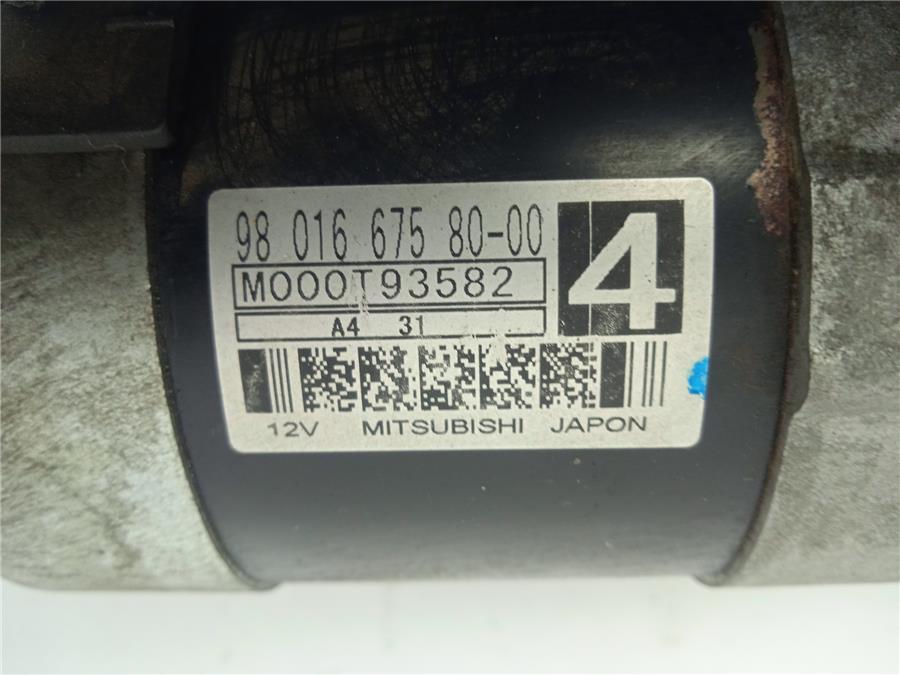 98 016 675 80-00
4
M000T93582
A4 31
12V MITSUBISHI JAPON